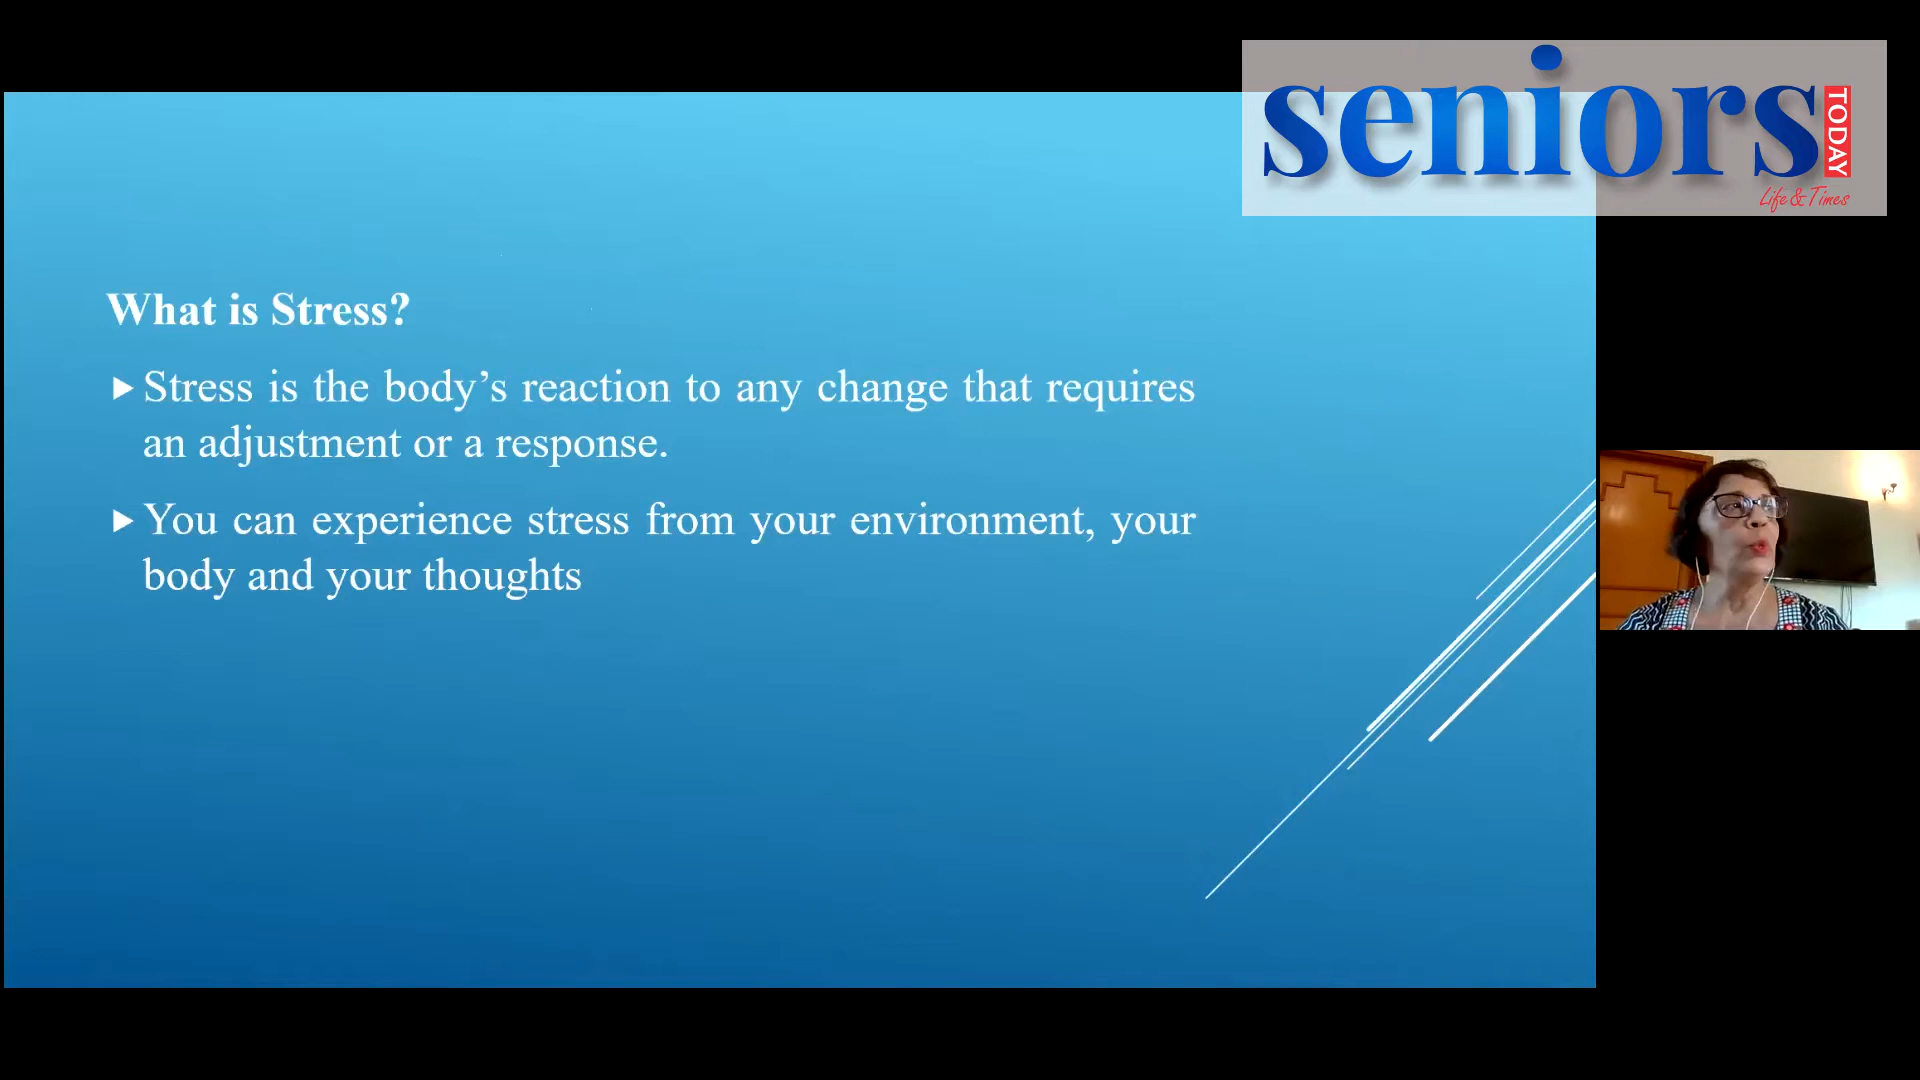 seniors
TODAY
Life & Times
What is Stress?
Stress is the body’s reaction to any change that requires
an adjustment or a response.
You can experience stress from your environment, your
body and your thoughts